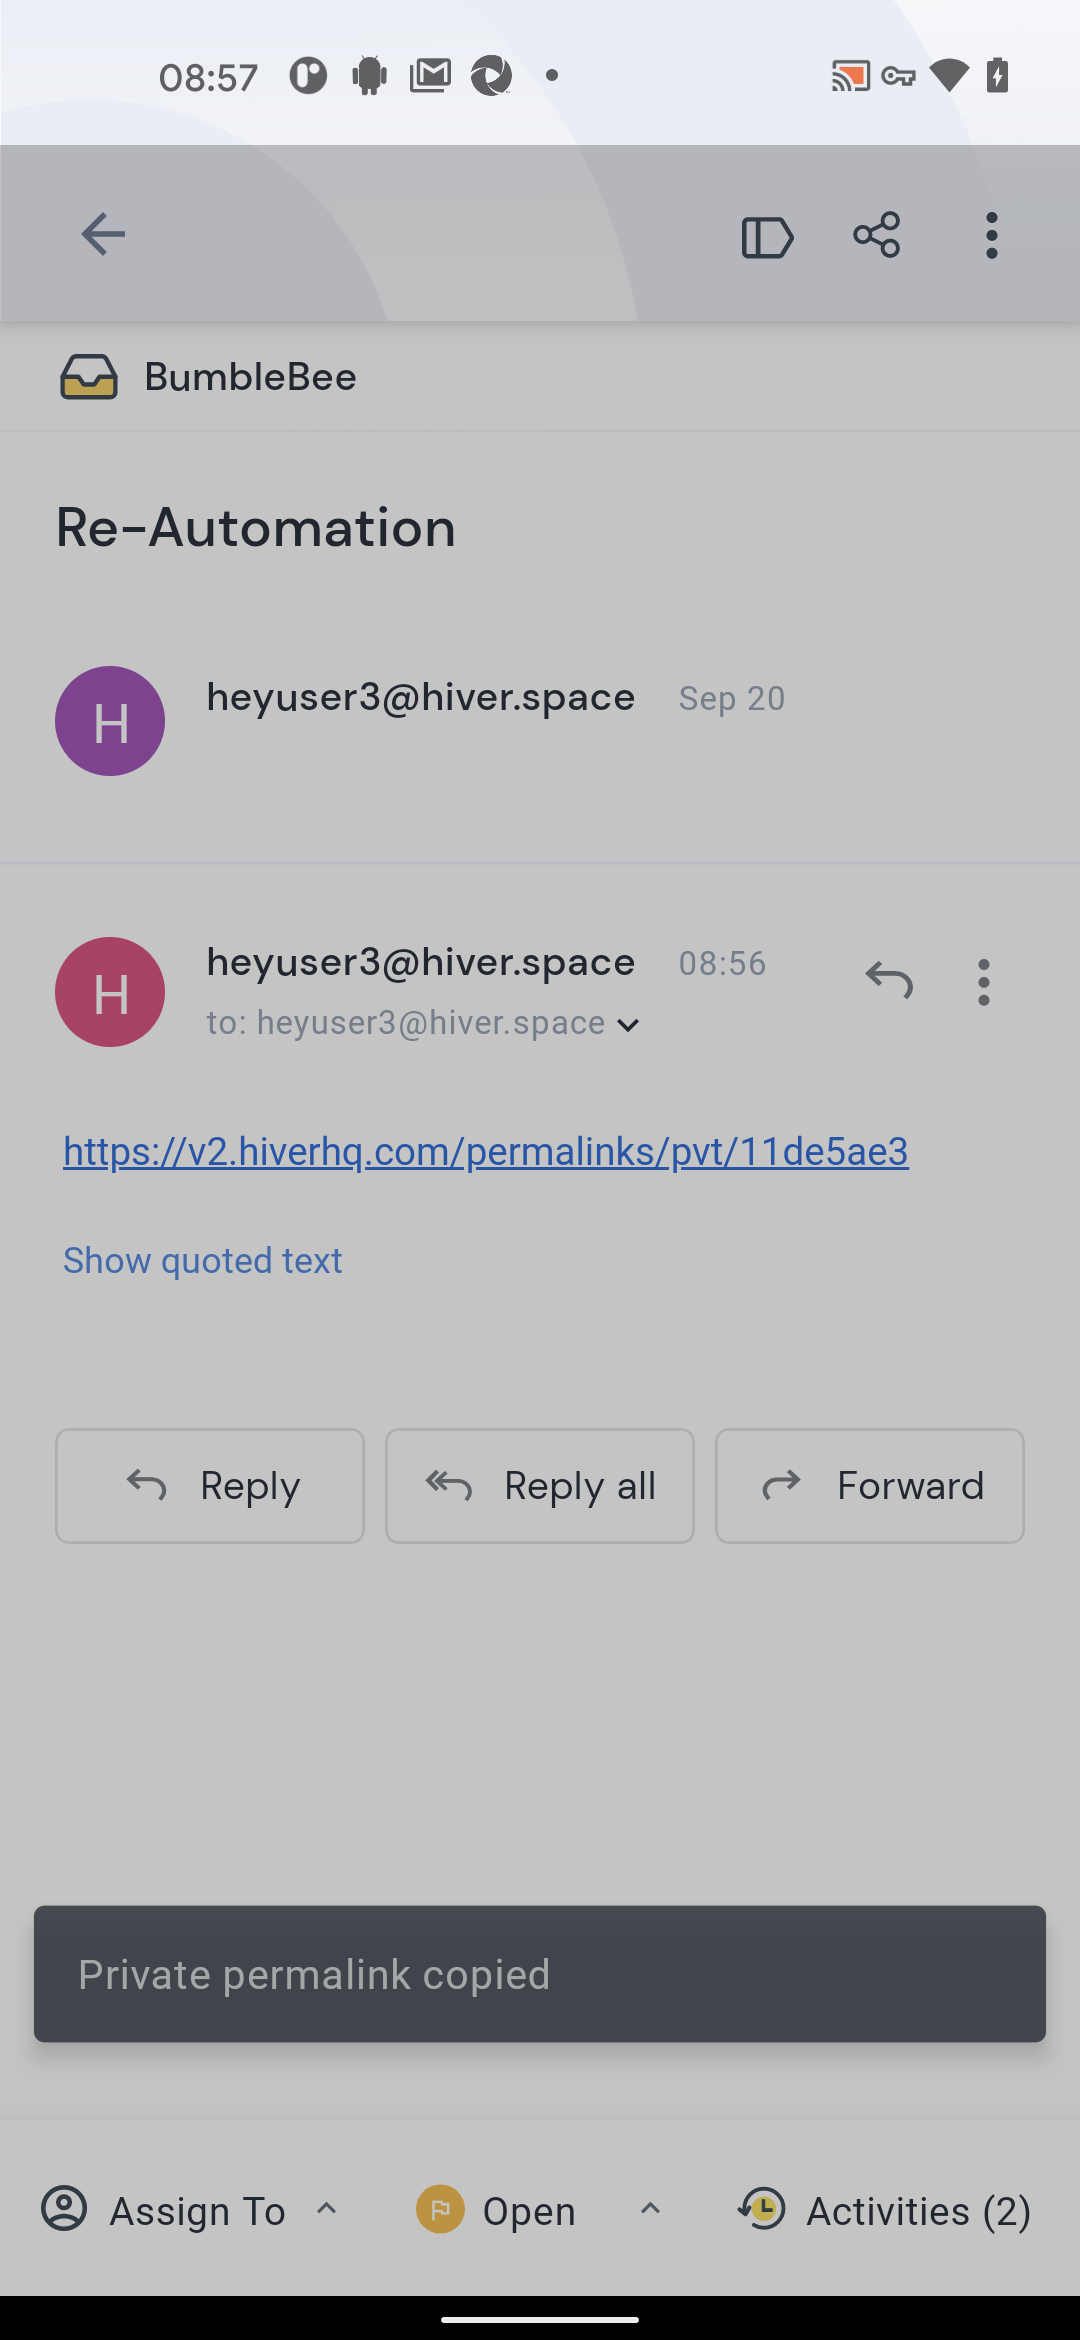 08:57
BumbleBee
Re-Automation
H
heyuser3@hiver.space Sep 20
H
heyuser3@hiver.space 08:56
to: heyuser3@hiver.space
https://v2.hiverhq.com/permalinks/pvt/11de5ae3
Show quoted text
Reply Reply all Forward
Private permalink copied
Assign To Open Activities (2)